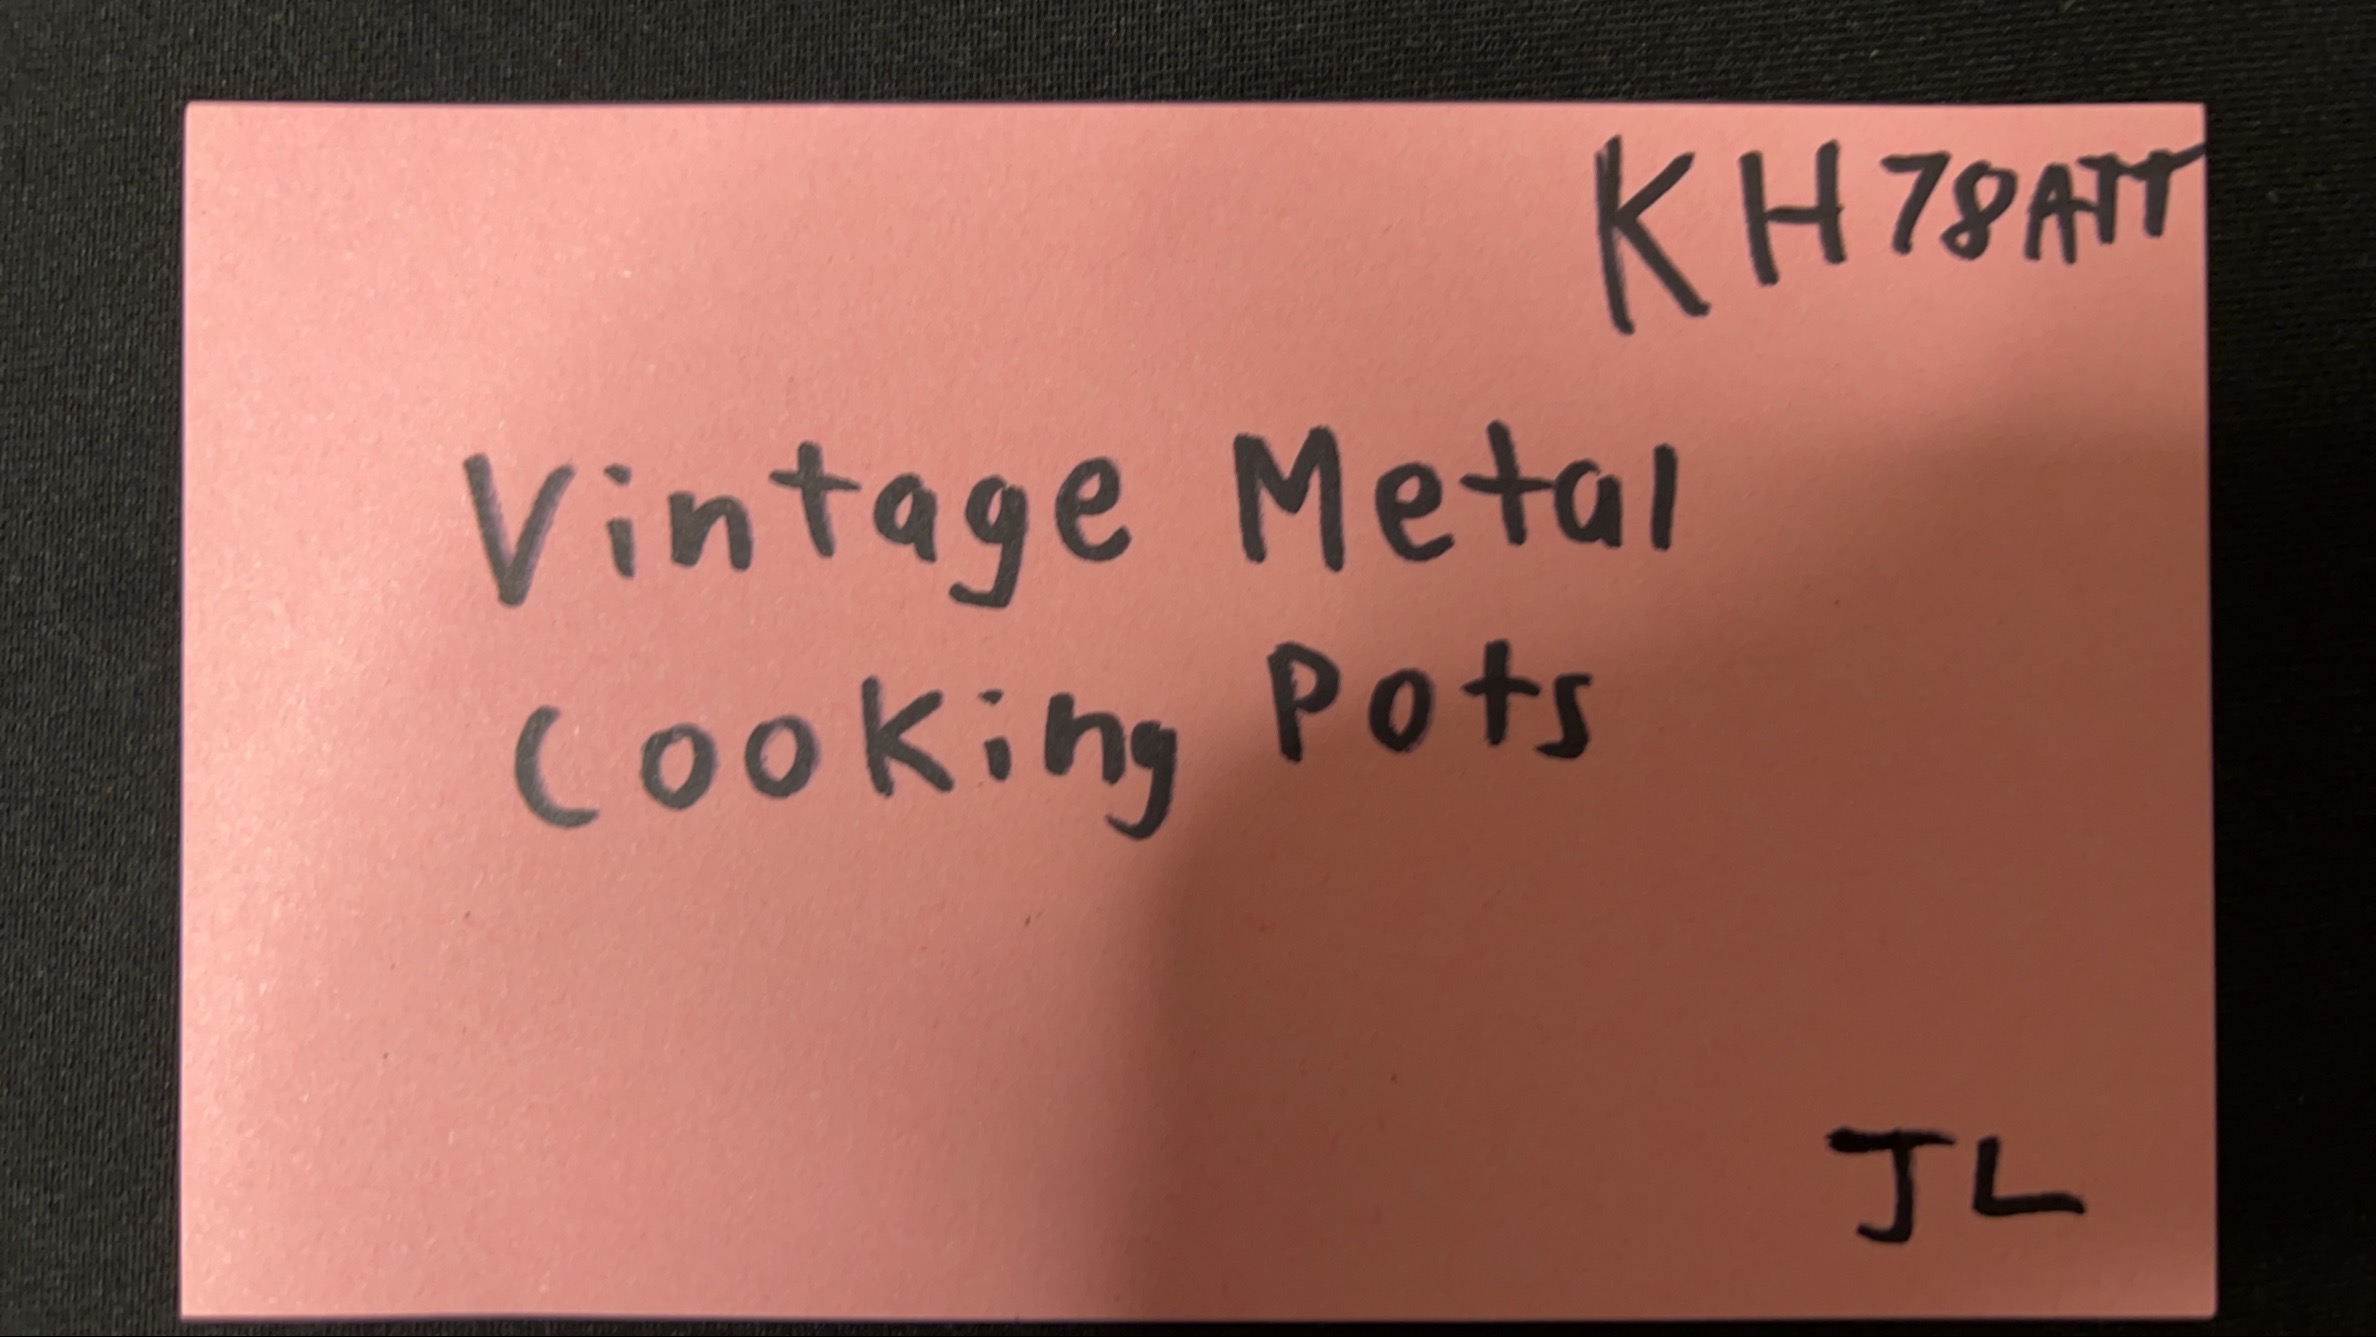 KH78ATT
Vintage Metal
Cooking Pots
JL